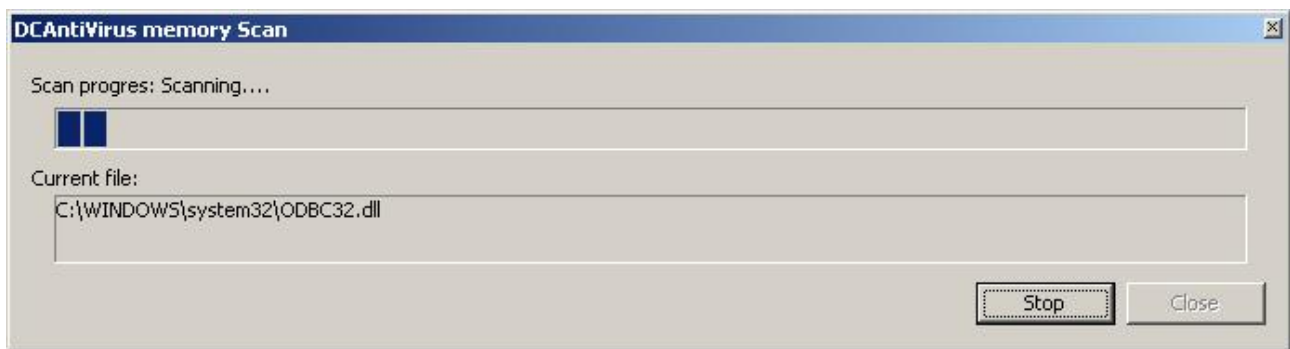 DCAntiVirus memory Scan
Scan progres: Scanning....
Current file:
C:\WINDOWS\system32\ODBC32.dll
Stop Close